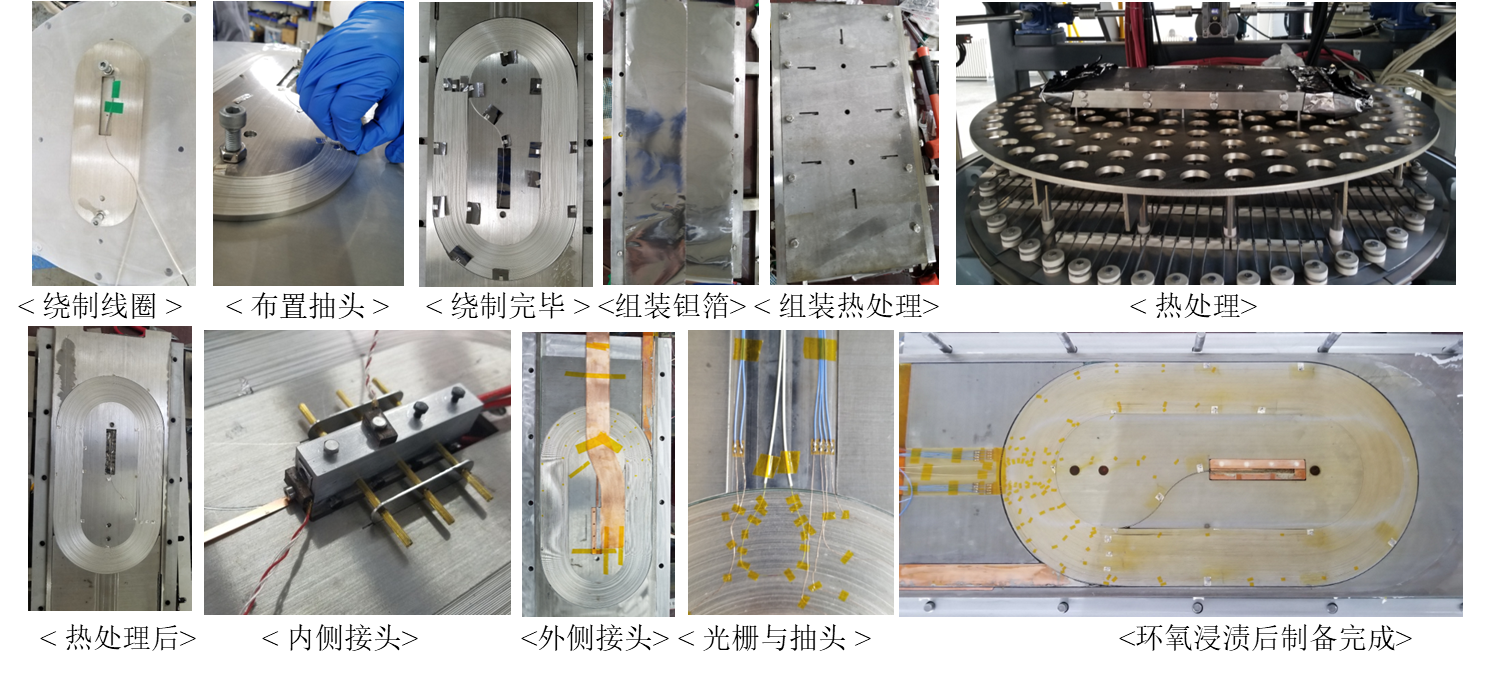 < 绕制线圈 > < 布置抽头 > < 绕制完毕 > <组装钽箔> < 组装热处理> < 热处理>
< 热处理后> < 内侧接头> <外侧接头> < 光栅与抽头 > <环氧浸渍后制备完成>